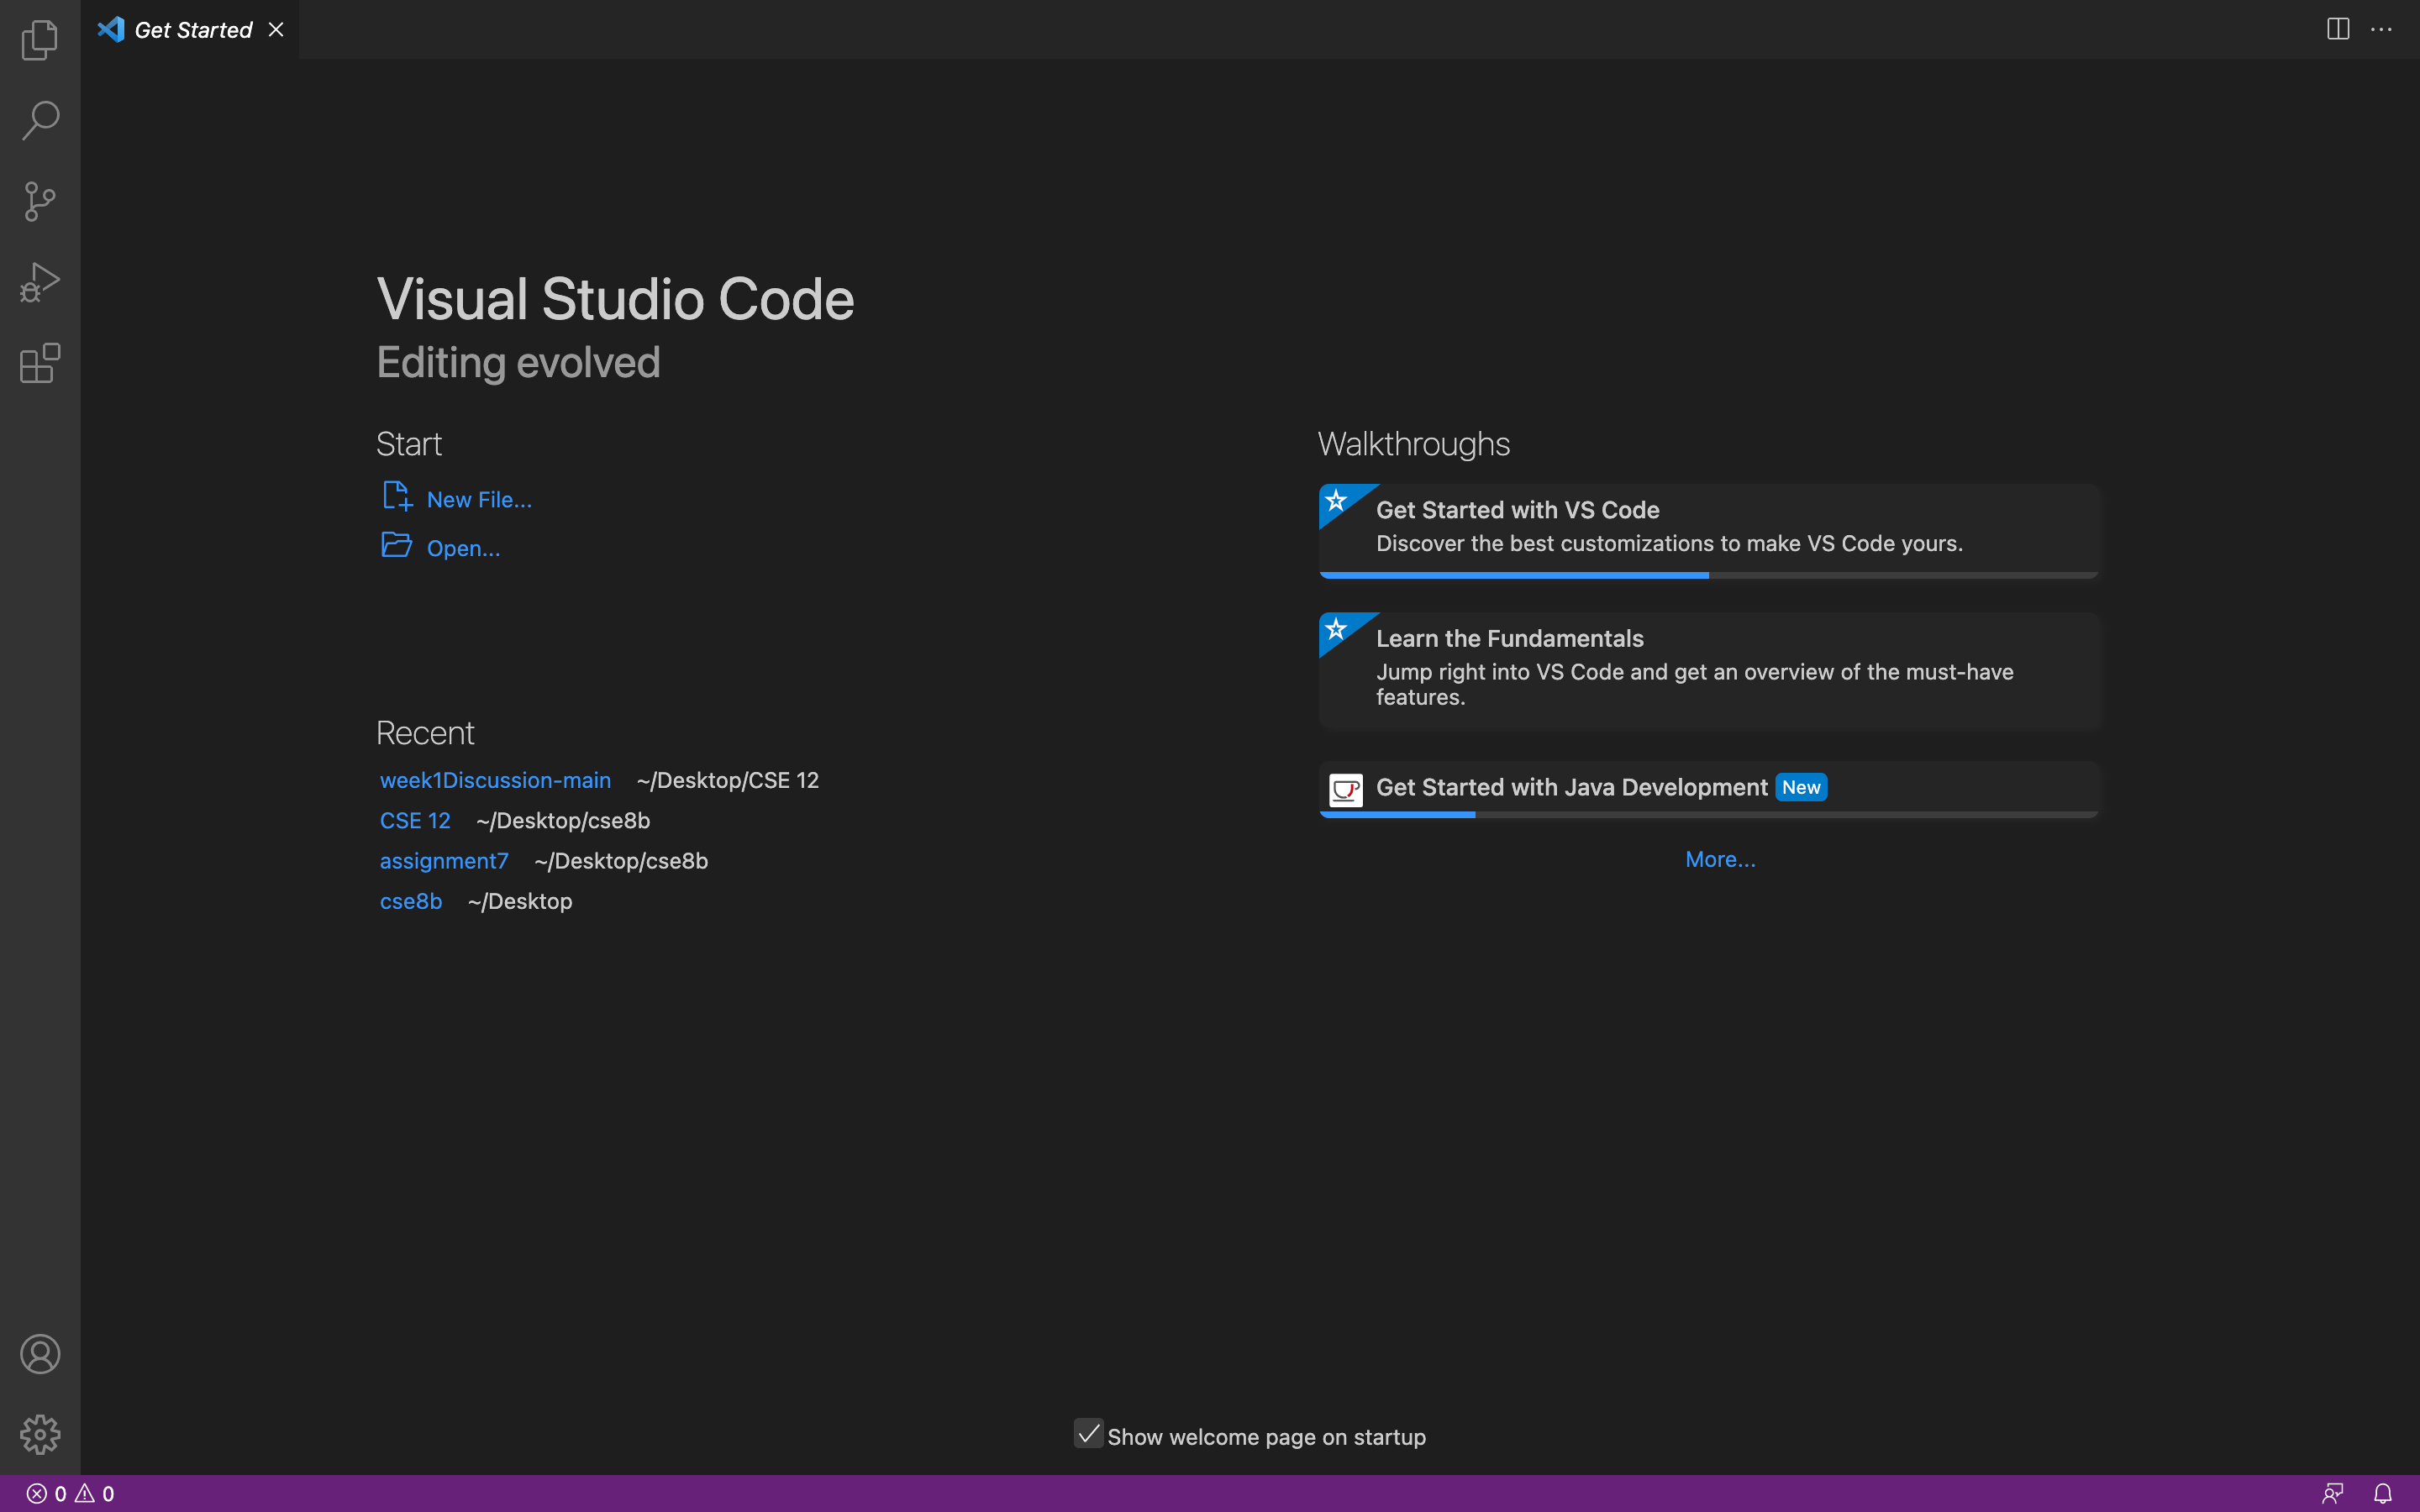 Get Started
Visual Studio Code
Editing evolved
Start
New File...
Open...
Recent
week1Discussion-main ~/Desktop/CSE 12
CSE 12 ~/Desktop/cse8b
assignment7 ~/Desktop/cse8b
cse8b ~/Desktop
Walkthroughs
Get Started with VS Code
Discover the best customizations to make VS Code yours.
Learn the Fundamentals
Jump right into VS Code and get an overview of the must-have
features.
Get Started with Java Development New
More...
Show welcome page on startup
0 0